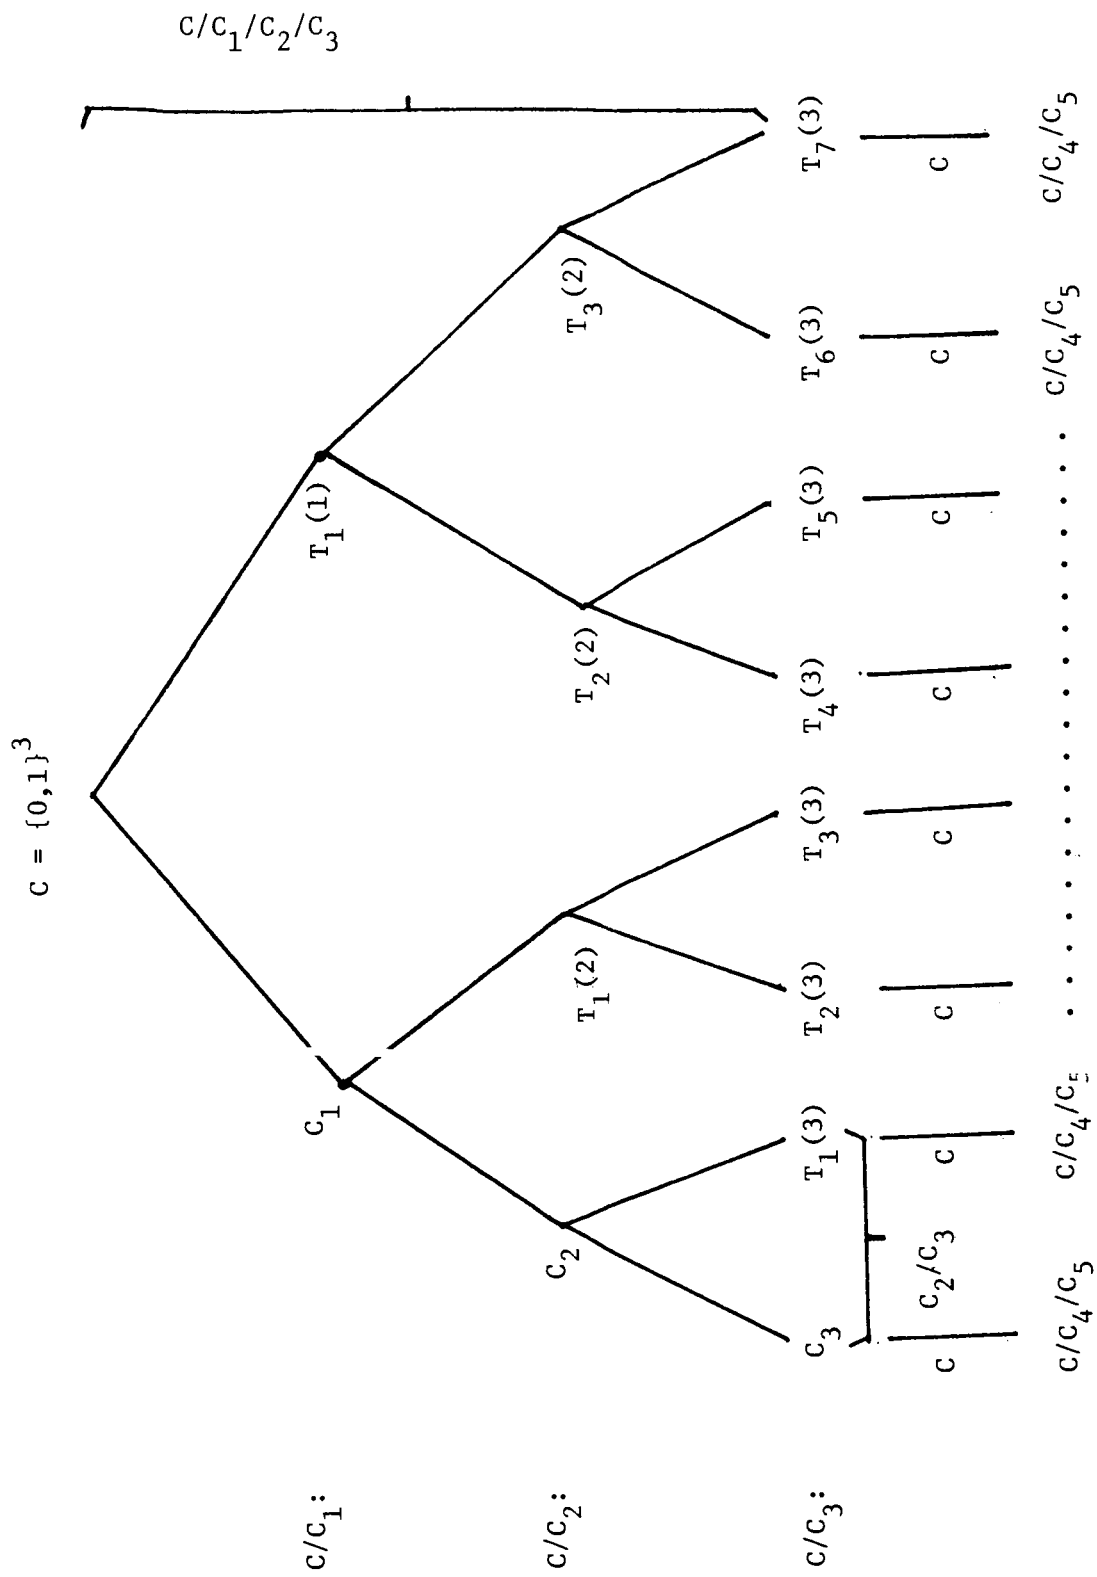 C/C₁/C₂/C₃
C = {0,1}³
C/C₁:
C₁
T₁(1)
C/C₂:
C₂
T₁(2)
T₂(2)
T₃(2)
C/C₃:
C₃
T₁(3)
T₂(3)
T₃(3)
T₄(3)
T₅(3)
T₆(3)
T₇(3)
C
C₂/C₃
C
C
C
C
C
C
C
C/C₄/C₅
C/C₄/C₅
C/C₄/C₅
C/C₄/C₅